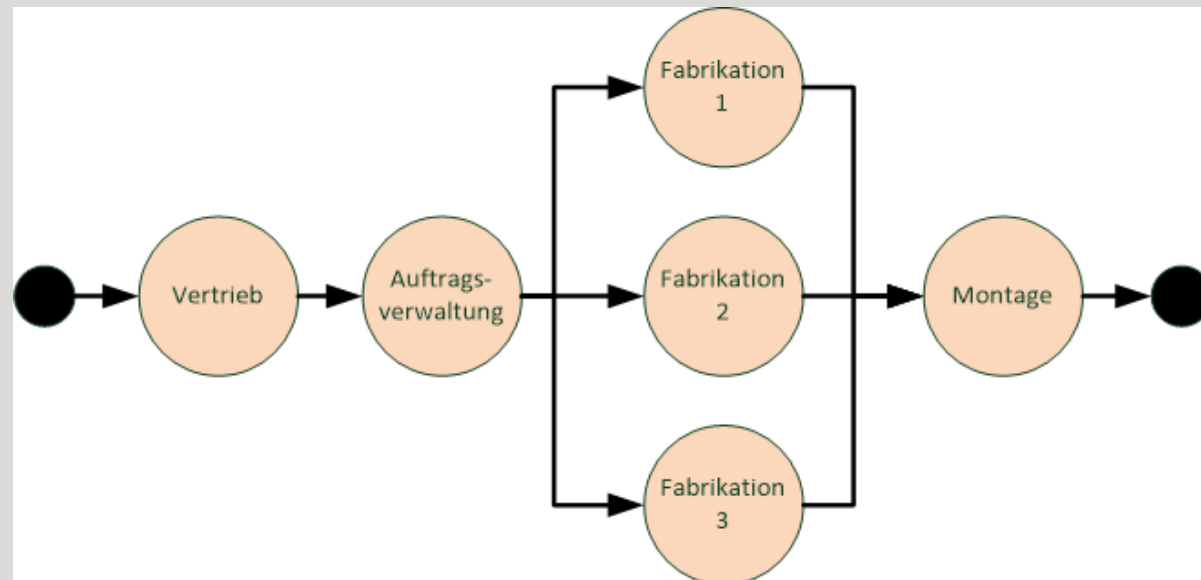 Fabrikation
1
Vertrieb
Auftrags-
verwaltung
Fabrikation
2
Montage
Fabrikation
3